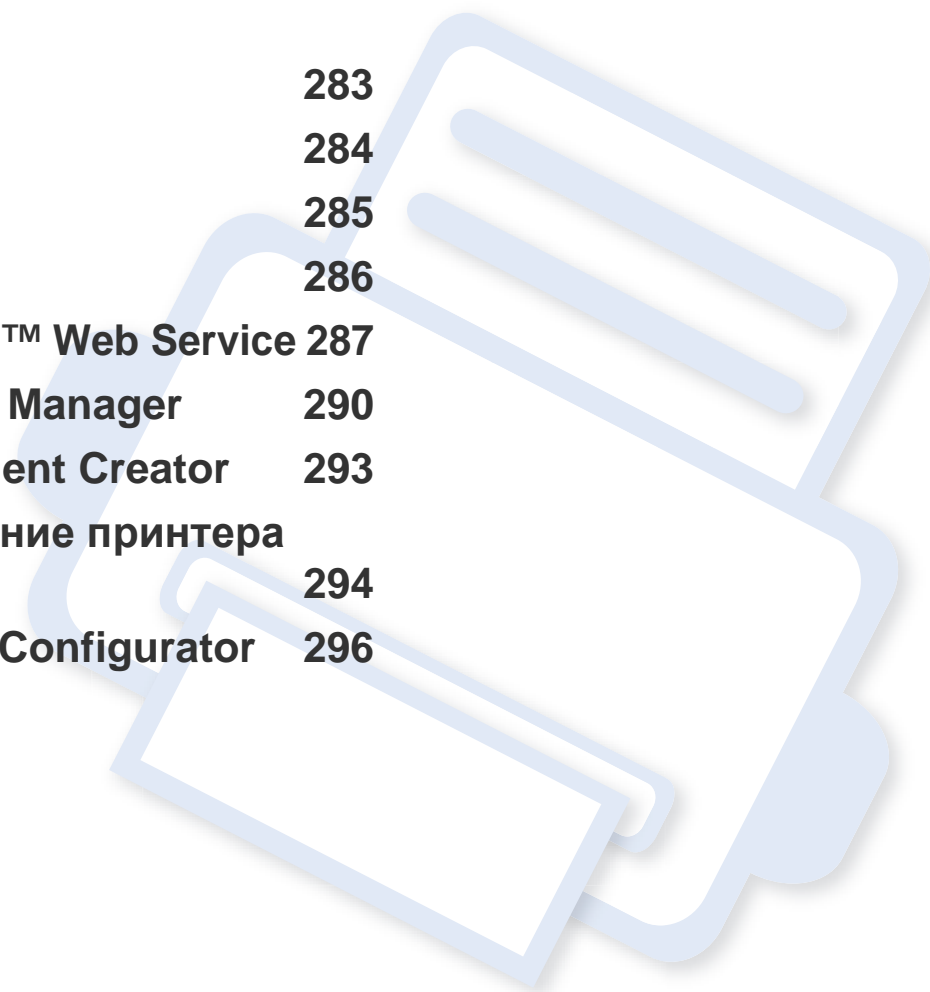 283
284
285
286
™ Web Service 287
Manager 290
ent Creator 293
ние принтера
294
Configurator 296